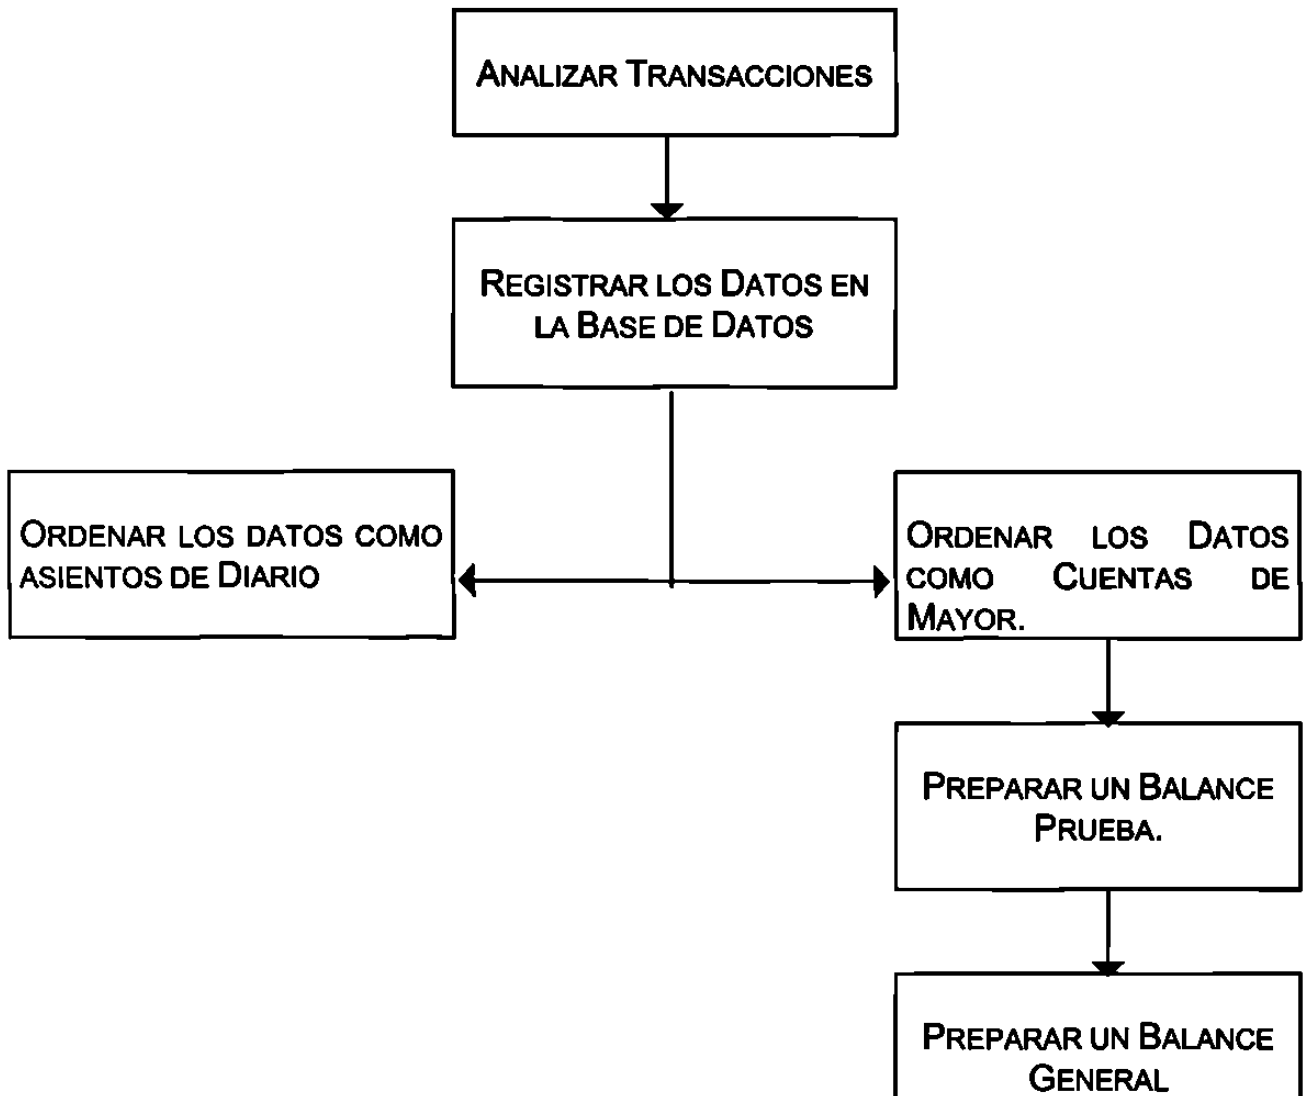 ANALIZAR TRANSACCIONES
REGISTRAR LOS DATOS EN
LA BASE DE DATOS
ORDENAR LOS DATOS COMO
ASIENTOS DE DIARIO
ORDENAR LOS DATOS
COMO CUENTAS DE
MAYOR.
PREPARAR UN BALANCE
PRUEBA.
PREPARAR UN BALANCE
GENERAL